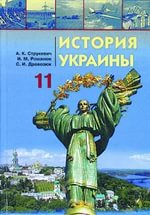 А. К. Струкевич
И. М. Романюк
С. И. Дровозюк
ИСТОРИЯ
УКРАИНЫ
11